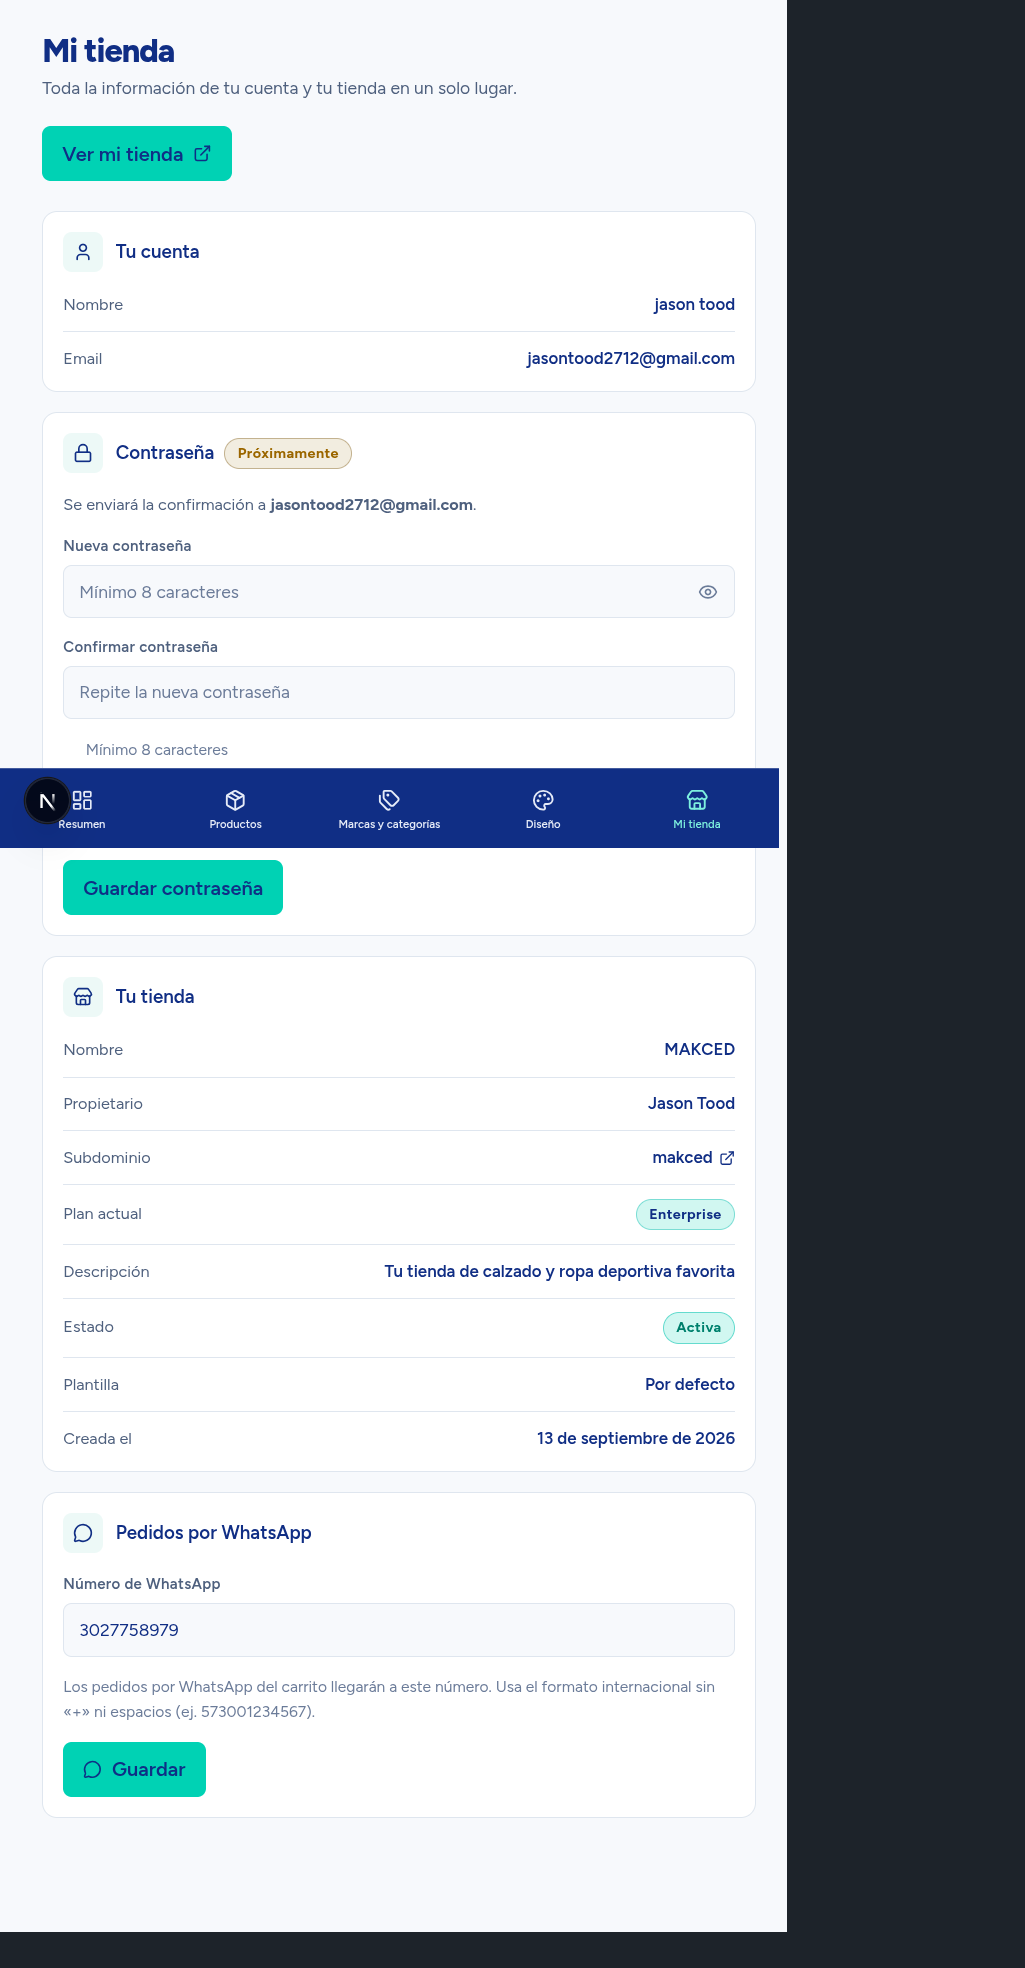 Mi tienda
Toda la información de tu cuenta y tu tienda en un solo lugar.
Ver mi tienda
Tu cuenta
Nombre jason tood
Email jasontood2712@gmail.com
Contraseña Próximamente
Se enviará la confirmación a jasontood2712@gmail.com.
Nueva contraseña
Mínimo 8 caracteres
Confirmar contraseña
Repite la nueva contraseña
Mínimo 8 caracteres
N
Resumen Productos Marcas y categorías Diseño Mi tienda
Guardar contraseña
Tu tienda
Nombre MAKCED
Propietario Jason Tood
Subdominio makced
Plan actual Enterprise
Descripción Tu tienda de calzado y ropa deportiva favorita
Estado Activa
Plantilla Por defecto
Creada el 13 de septiembre de 2026
Pedidos por WhatsApp
Número de WhatsApp
3027758979
Los pedidos por WhatsApp del carrito llegarán a este número. Usa el formato internacional sin
«+» ni espacios (ej. 573001234567).
Guardar